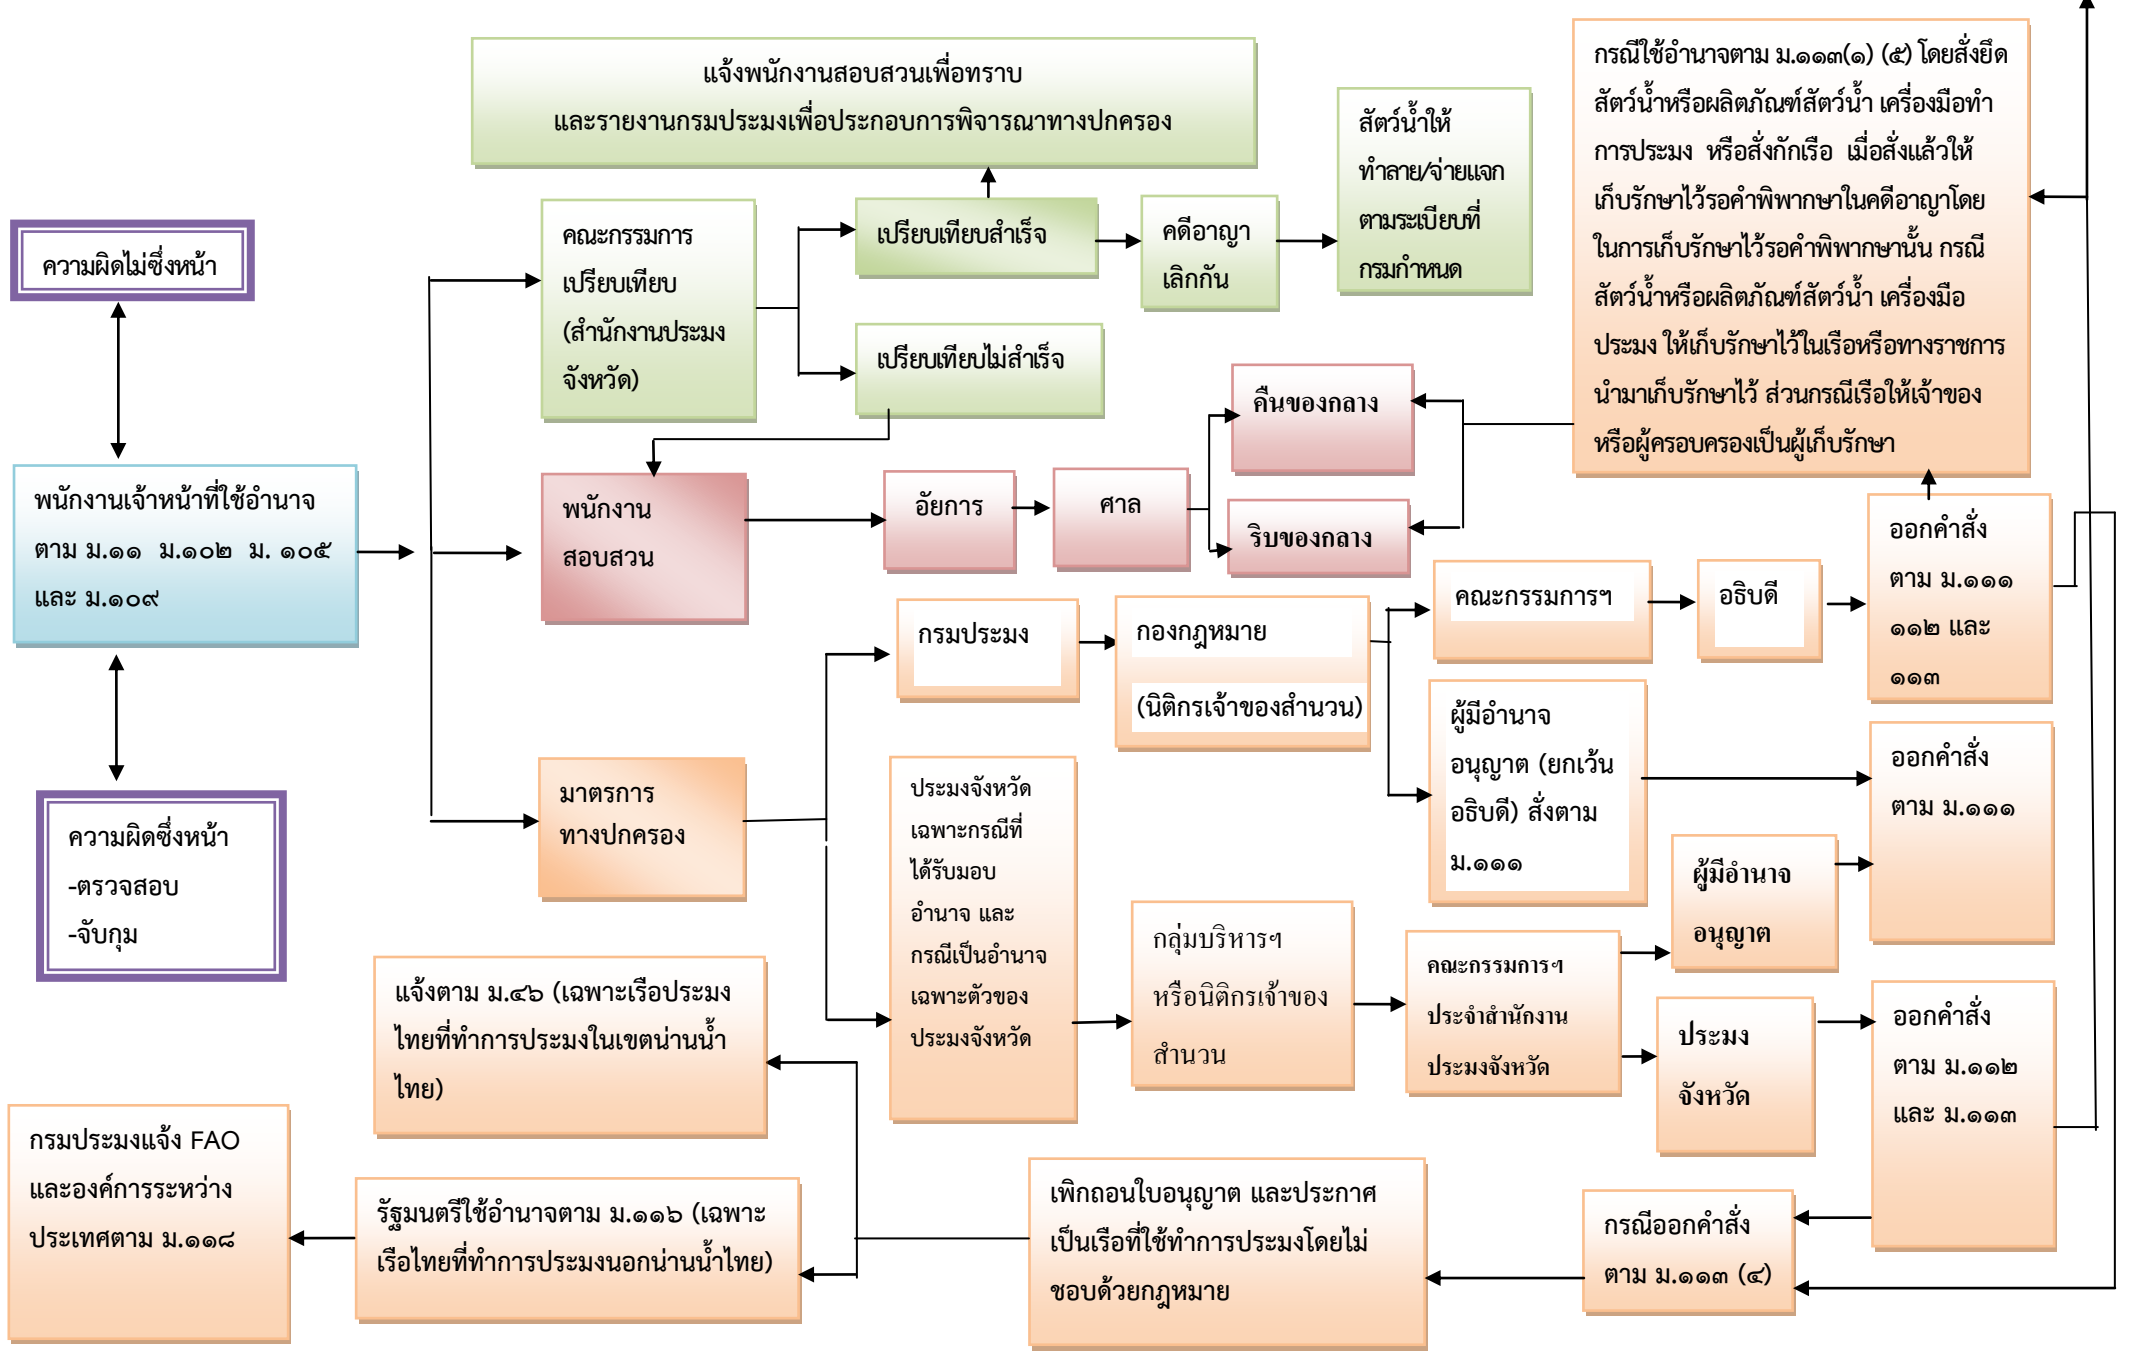 แจ้งพนักงานสอบสวนเพื่อทราบ
และรายงานกรมประมงเพื่อประกอบการพิจารณาทางปกครอง
สัตว์น้ำให้
ทำลาย/จ่ายแจก
ตามระเบียบที่
กรมกำหนด
กรณีใช้อำนาจตาม ม.๑๑๓(๑) (๕) โดยสั่งยึด
สัตว์น้ำหรือผลิตภัณฑ์สัตว์น้ำ เครื่องมือทำ
การประมง หรือสั่งกักเรือ เมื่อสั่งแล้วให้
เก็บรักษาไว้รอคำพิพากษาในคดีอาญาโดย
ในการเก็บรักษาไว้รอคำพิพากษานั้น กรณี
สัตว์น้ำหรือผลิตภัณฑ์สัตว์น้ำ เครื่องมือ
ประมง ให้เก็บรักษาไว้ในเรือหรือทางราชการ
นำมาเก็บรักษาไว้ ส่วนกรณีเรือให้เจ้าของ
หรือผู้ครอบครองเป็นผู้เก็บรักษา
ความผิดไม่ซึ่งหน้า
คณะกรรมการ
เปรียบเทียบ
(สำนักงานประมง
จังหวัด)
เปรียบเทียบสำเร็จ
คดีอาญา
เลิกกัน
เปรียบเทียบไม่สำเร็จ
คืนของกลาง
พนักงานเจ้าหน้าที่ใช้อำนาจ
ตาม ม.๑๑ ม.๑๐๒ ม. ๑๐๕
และ ม.๑๐๙
พนักงาน
สอบสวน
อัยการ
ศาล
ริบของกลาง
กรมประมง
กองกฎหมาย
(นิติกรเจ้าของสำนวน)
คณะกรรมการฯ
อธิบดี
ออกคำสั่ง
ตาม ม.๑๑๑
๑๑๒ และ
๑๑๓
ผู้มีอำนาจ
อนุญาต (ยกเว้น
อธิบดี) สั่งตาม
ม.๑๑๑
ออกคำสั่ง
ตาม ม.๑๑๑
ความผิดซึ่งหน้า
-ตรวจสอบ
-จับกุม
มาตรการ
ทางปกครอง
ประมงจังหวัด
เฉพาะกรณีที่
ได้รับมอบ
อำนาจ และ
กรณีเป็นอำนาจ
เฉพาะตัวของ
ประมงจังหวัด
กลุ่มบริหารฯ
หรือนิติกรเจ้าของ
สำนวน
คณะกรรมการฯ
ประจำสำนักงาน
ประมงจังหวัด
ผู้มีอำนาจ
อนุญาต
ประมง
จังหวัด
ออกคำสั่ง
ตาม ม.๑๑๒
และ ม.๑๑๓
แจ้งตาม ม.๔๖ (เฉพาะเรือประมง
ไทยที่ทำการประมงในเขตน่านน้ำ
ไทย)
กรมประมงแจ้ง FAO
และองค์การระหว่าง
ประเทศตาม ม.๑๑๘
รัฐมนตรีใช้อำนาจตาม ม.๑๑๖ (เฉพาะ
เรือไทยที่ทำการประมงนอกน่านน้ำไทย)
เพิกถอนใบอนุญาต และประกาศ
เป็นเรือที่ใช้ทำการประมงโดยไม่
ชอบด้วยกฎหมาย
กรณีออกคำสั่ง
ตาม ม.๑๑๓ (๔)